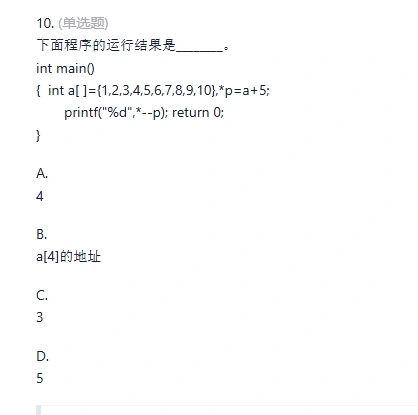 10. (单选题)
下面程序的运行结果是________。
int main()
{  int a[ ]={1,2,3,4,5,6,7,8,9,10},*p=a+5;
printf("%d",*--p); return 0;
}
A.
4
B.
a[4]的地址
C.
3
D.
5